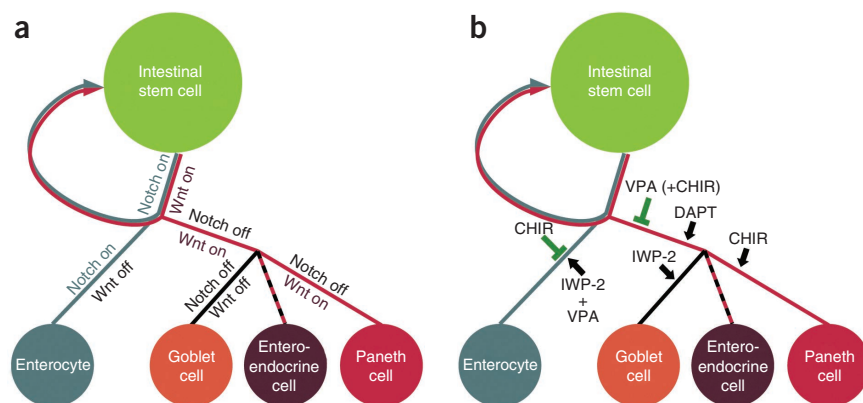 a
Intestinal
stem cell
Notch on
Wnt on
Notch off
Wnt on
Notch on
Wnt off
Notch off
Wnt off
Notch off
Wnt on
Enterocyte
Goblet
cell
Entero-
endocrine
cell
Paneth
cell
b
Intestinal
stem cell
VPA (+CHIR)
DAPT
CHIR
IWP-2
CHIR
IWP-2
+
VPA
Enterocyte
Goblet
cell
Entero-
endocrine
cell
Paneth
cell